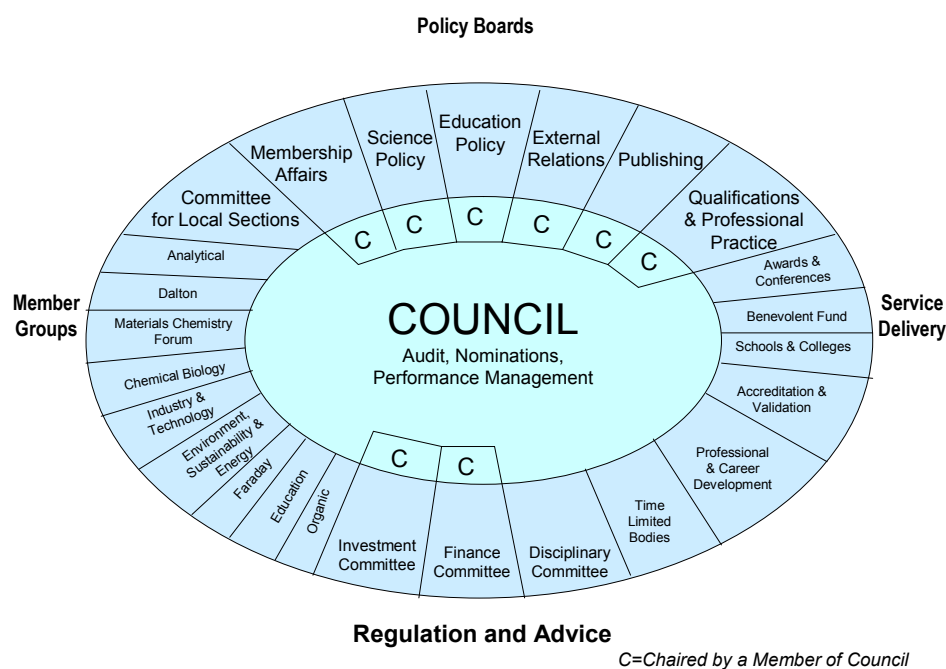 Policy Boards
Membership
Affairs
Science
Policy
Education
Policy
External
Relations
Publishing
Qualifications
& Professional
Practice
Committee
for Local Sections
C
C
C
C
C
C
Member
Groups
Analytical
Dalton
Materials Chemistry
Forum
Chemical Biology
Industry &
Technology
Environment,
Sustainability &
Energy
Faraday
Education
Organic
COUNCIL
Audit, Nominations,
Performance Management
Service
Delivery
Awards &
Conferences
Benevolent Fund
Schools & Colleges
Accreditation &
Validation
Professional
& Career
Development
Time
Limited
Bodies
C
C
Investment
Committee
Finance
Committee
Disciplinary
Committee
Regulation and Advice
C=Chaired by a Member of Council